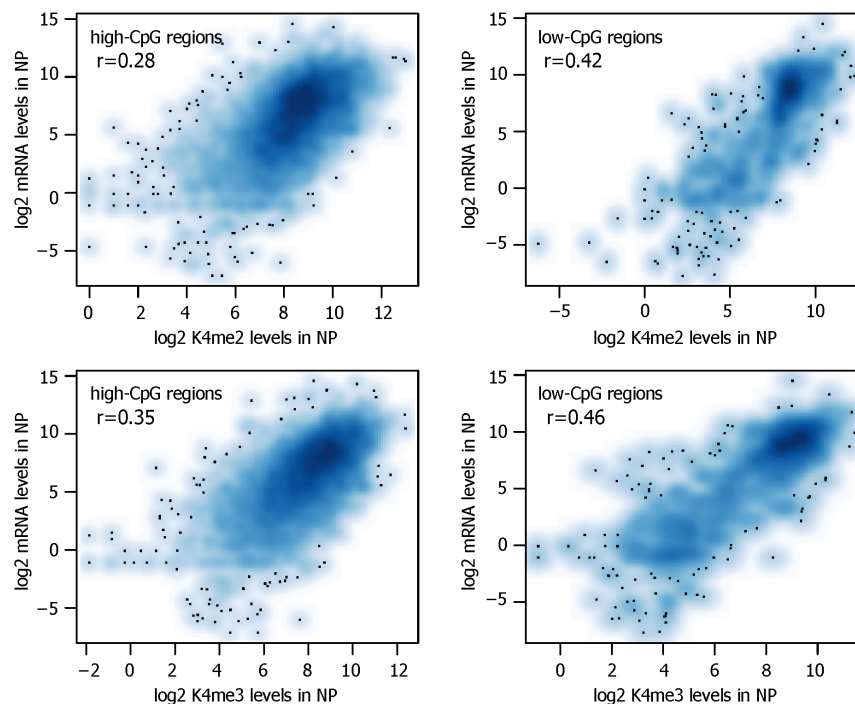 high-CpG regions
r=0.28
15
10
5
0
−5
log2 mRNA levels in NP
0 2 4 6 8 10 12
log2 K4me2 levels in NP
low-CpG regions
r=0.42
15
10
5
0
−5
log2 mRNA levels in NP
−5 0 5 10
log2 K4me2 levels in NP
high-CpG regions
r=0.35
15
10
5
0
−5
log2 mRNA levels in NP
−2 0 2 4 6 8 10 12
log2 K4me3 levels in NP
low-CpG regions
r=0.46
15
10
5
0
−5
log2 mRNA levels in NP
0 2 4 6 8 10
log2 K4me3 levels in NP